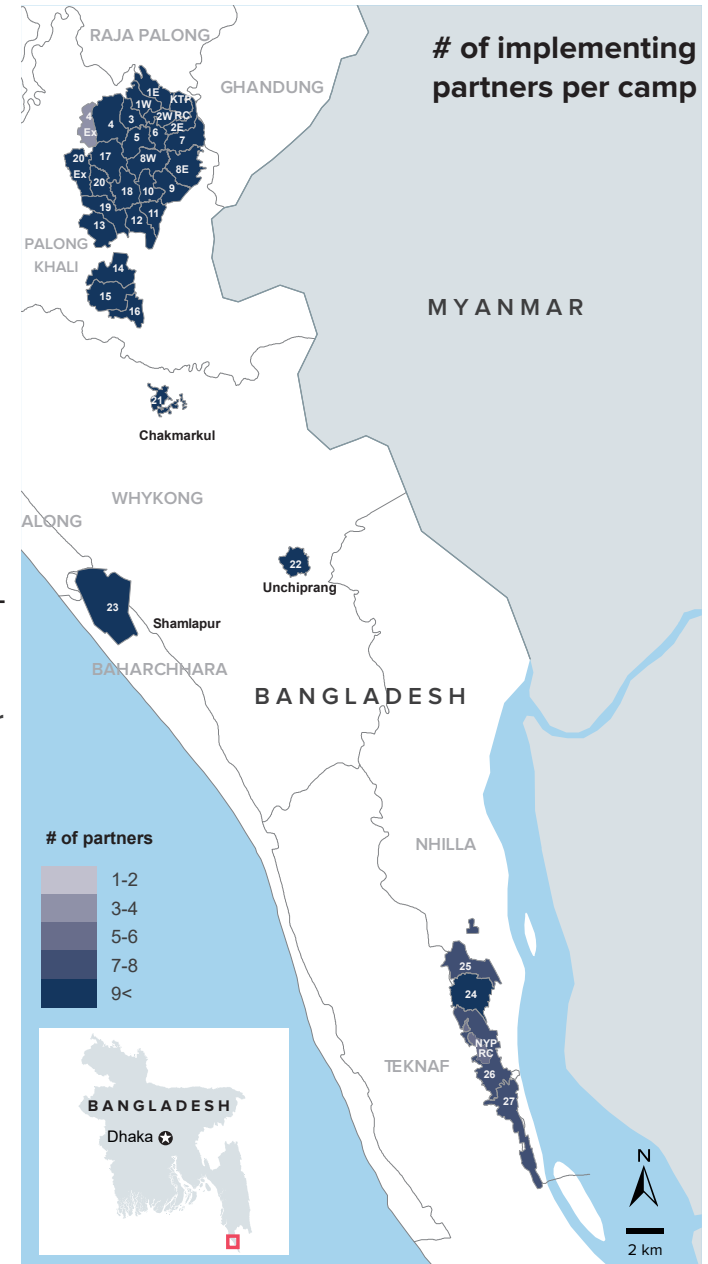 # of implementing
partners per camp
RAJA PALONG
GHANDUNG
1E
1W
KTP
RC
4
Ex
4
3
2W
2E
5
6
7
20
Ex
17
8W
8E
20
18
10
9
19
11
13
12
PALONG
KHALI
14
15
16
MYANMAR
21
Chakmarkul
WHYKONG
ALONG
22
Unchiprang
23
Shamlapur
BAHARCHHARA
BANGLADESH
# of partners
1-2
3-4
5-6
7-8
9<
NHILLA
25
24
NYP
RC
TEKNAF
26
27
BANGLADESH
Dhaka
N
2 km